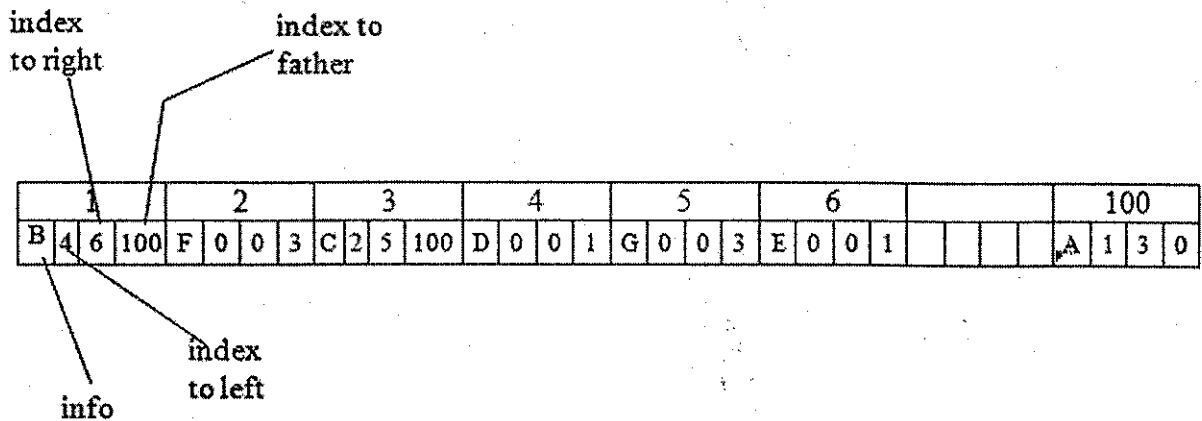 index
to right
index to
father
1 2 3 4 5 6 100
B 4 6 100 F 0 0 3 C 2 5 100 D 0 0 1 G 0 0 3 E 0 0 1 A 1 3 0
index
to left
info